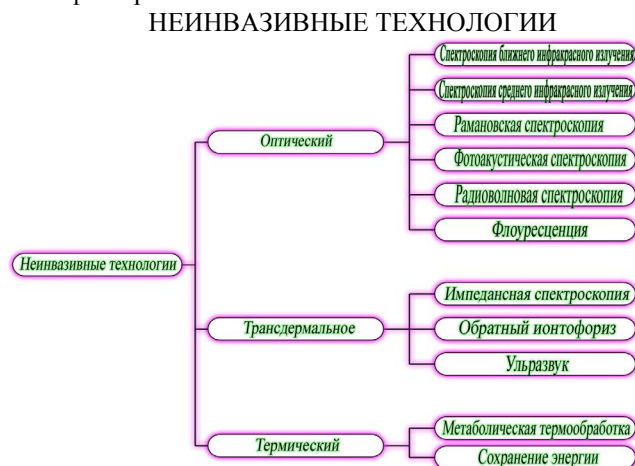 НЕИНВАЗИВНЫЕ ТЕХНОЛОГИИ
Спектроскопия ближнего инфракрасного излучения
Спектроскопия среднего инфракрасного излучения
Рамановская спектроскопия
Оптический
Фотоакустическая спектроскопия
Радиоволновая спектроскопия
Флоуресценция
Неинвазивные технологии
Импедансная спектроскопия
Трансдермальное
Обратный ионтофориз
Ульразвук
Метаболическая термообработка
Термический
Сохранение энергии